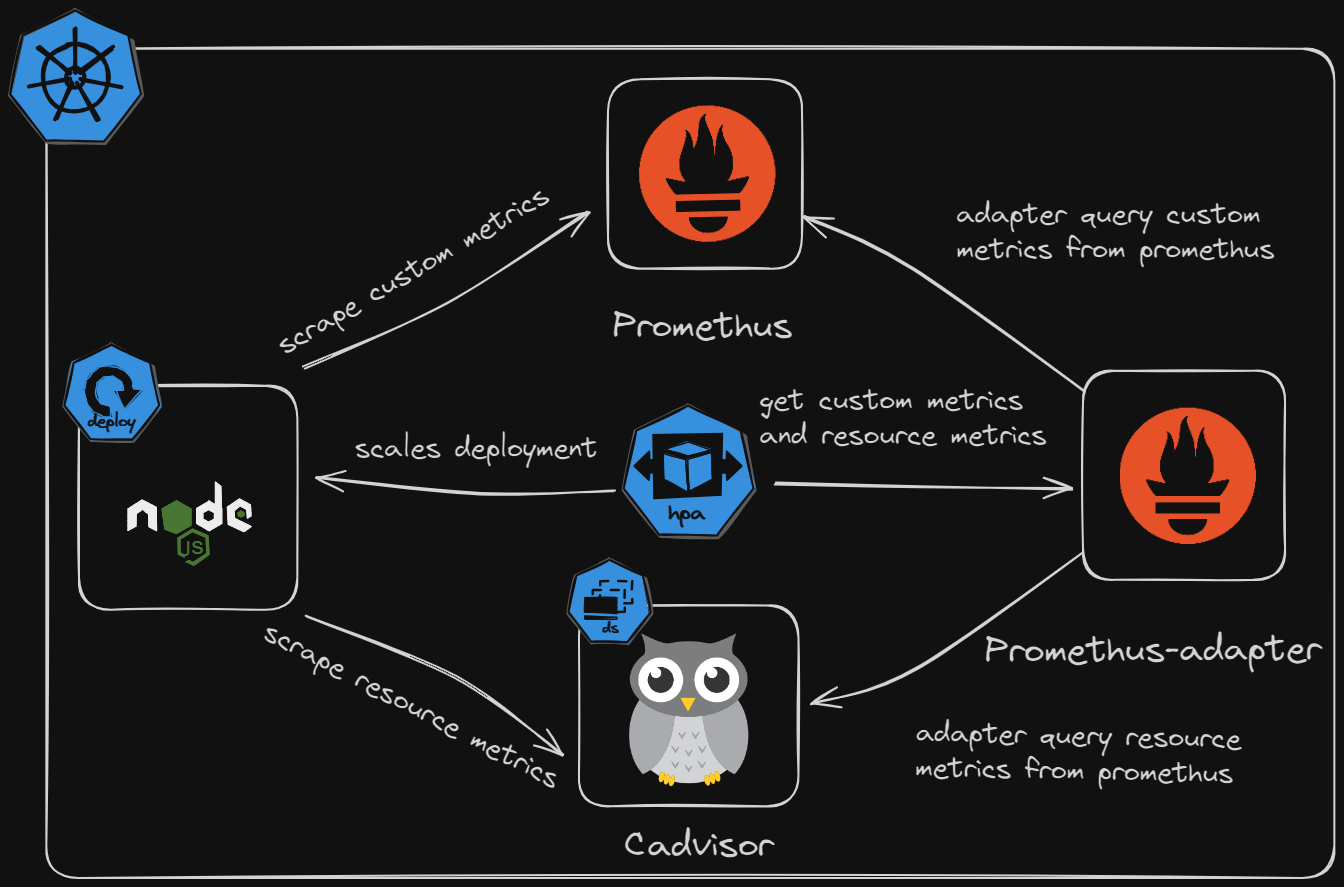 scrape custom metrics
adapter query custom
metrics from promethus
Promethus
deploy
get custom metrics
and resource metrics
scales deployment
hpa
node
JS
ds
scrape resource metrics
Promethus-adapter
adapter query resource
metrics from promethus
Cadvisor